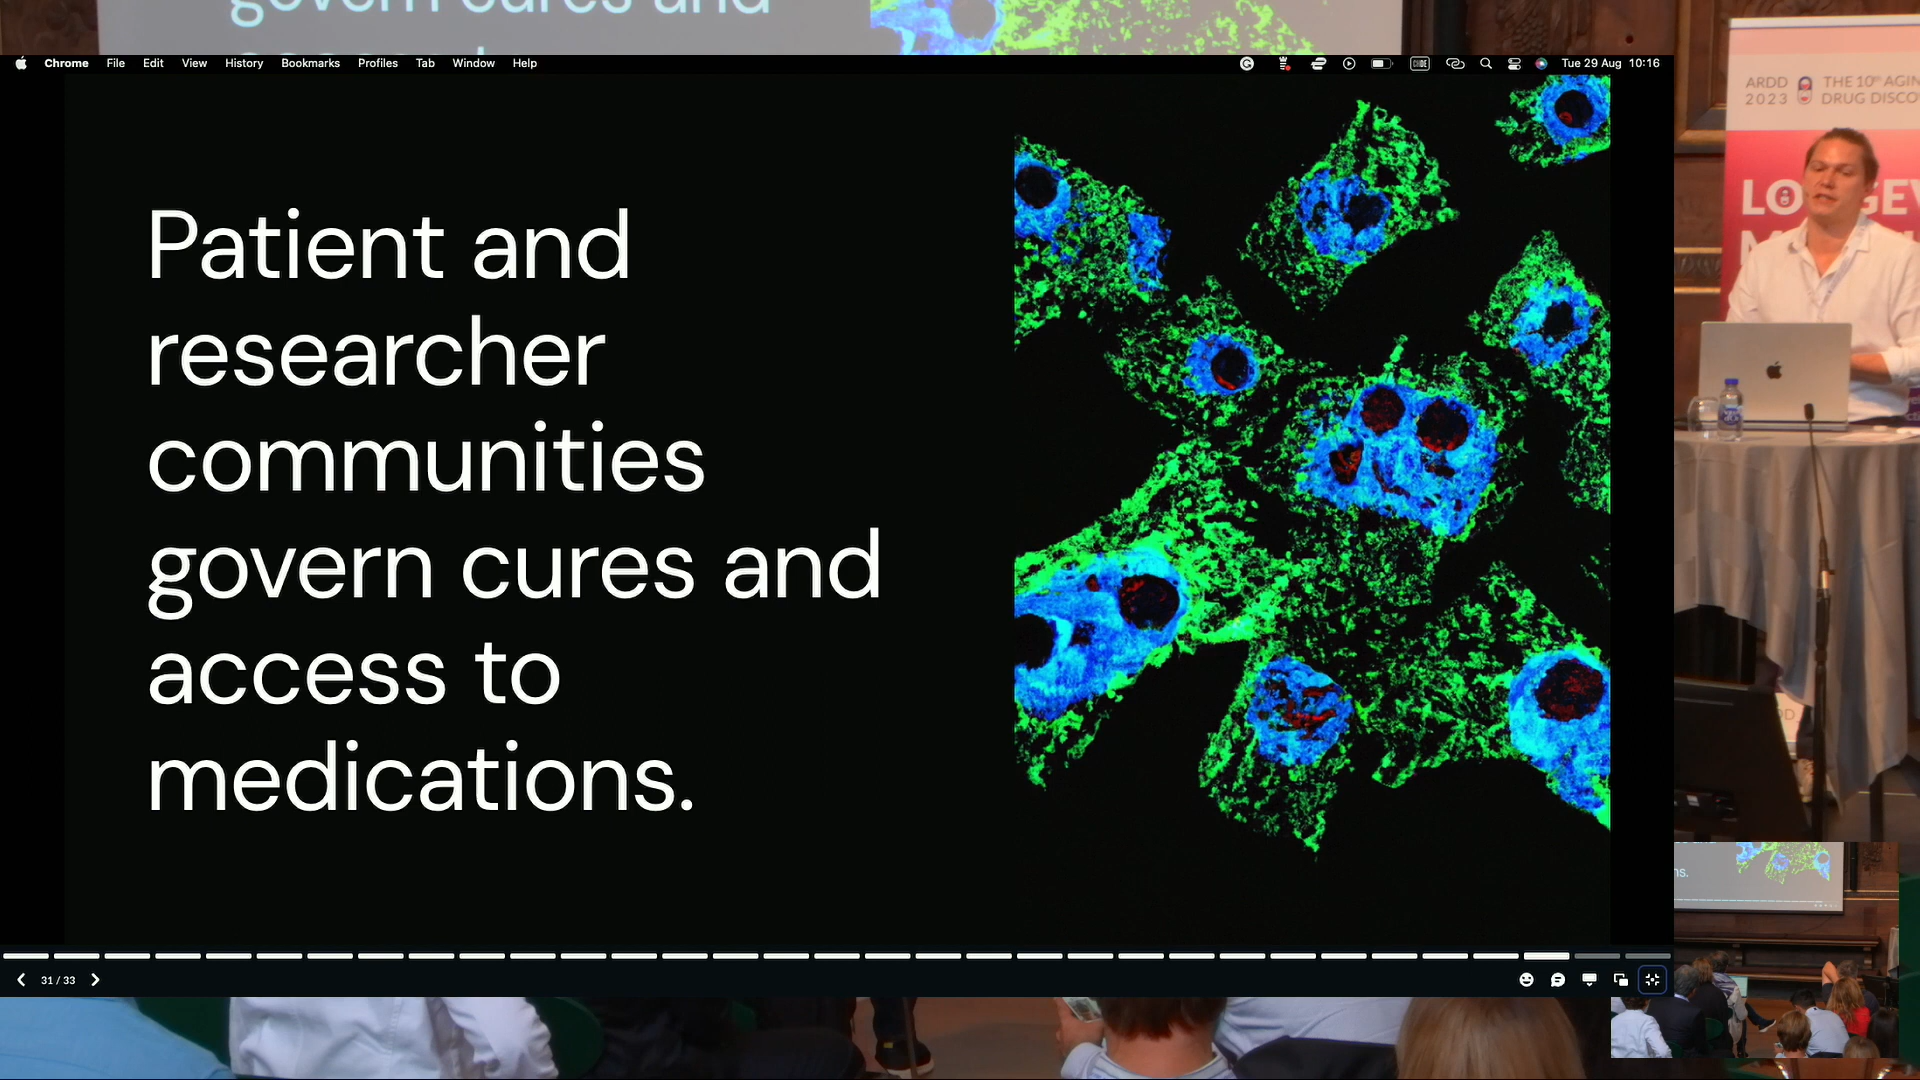 govern cures and
Chrome File Edit View History Bookmarks Profiles Tab Window Help
Tue 29 Aug 10:16
Patient and
researcher
communities
govern cures and
access to
medications.
31 / 33
ARDD
2023
THE 10th AGIN
DRUG DISCO
LONGEV